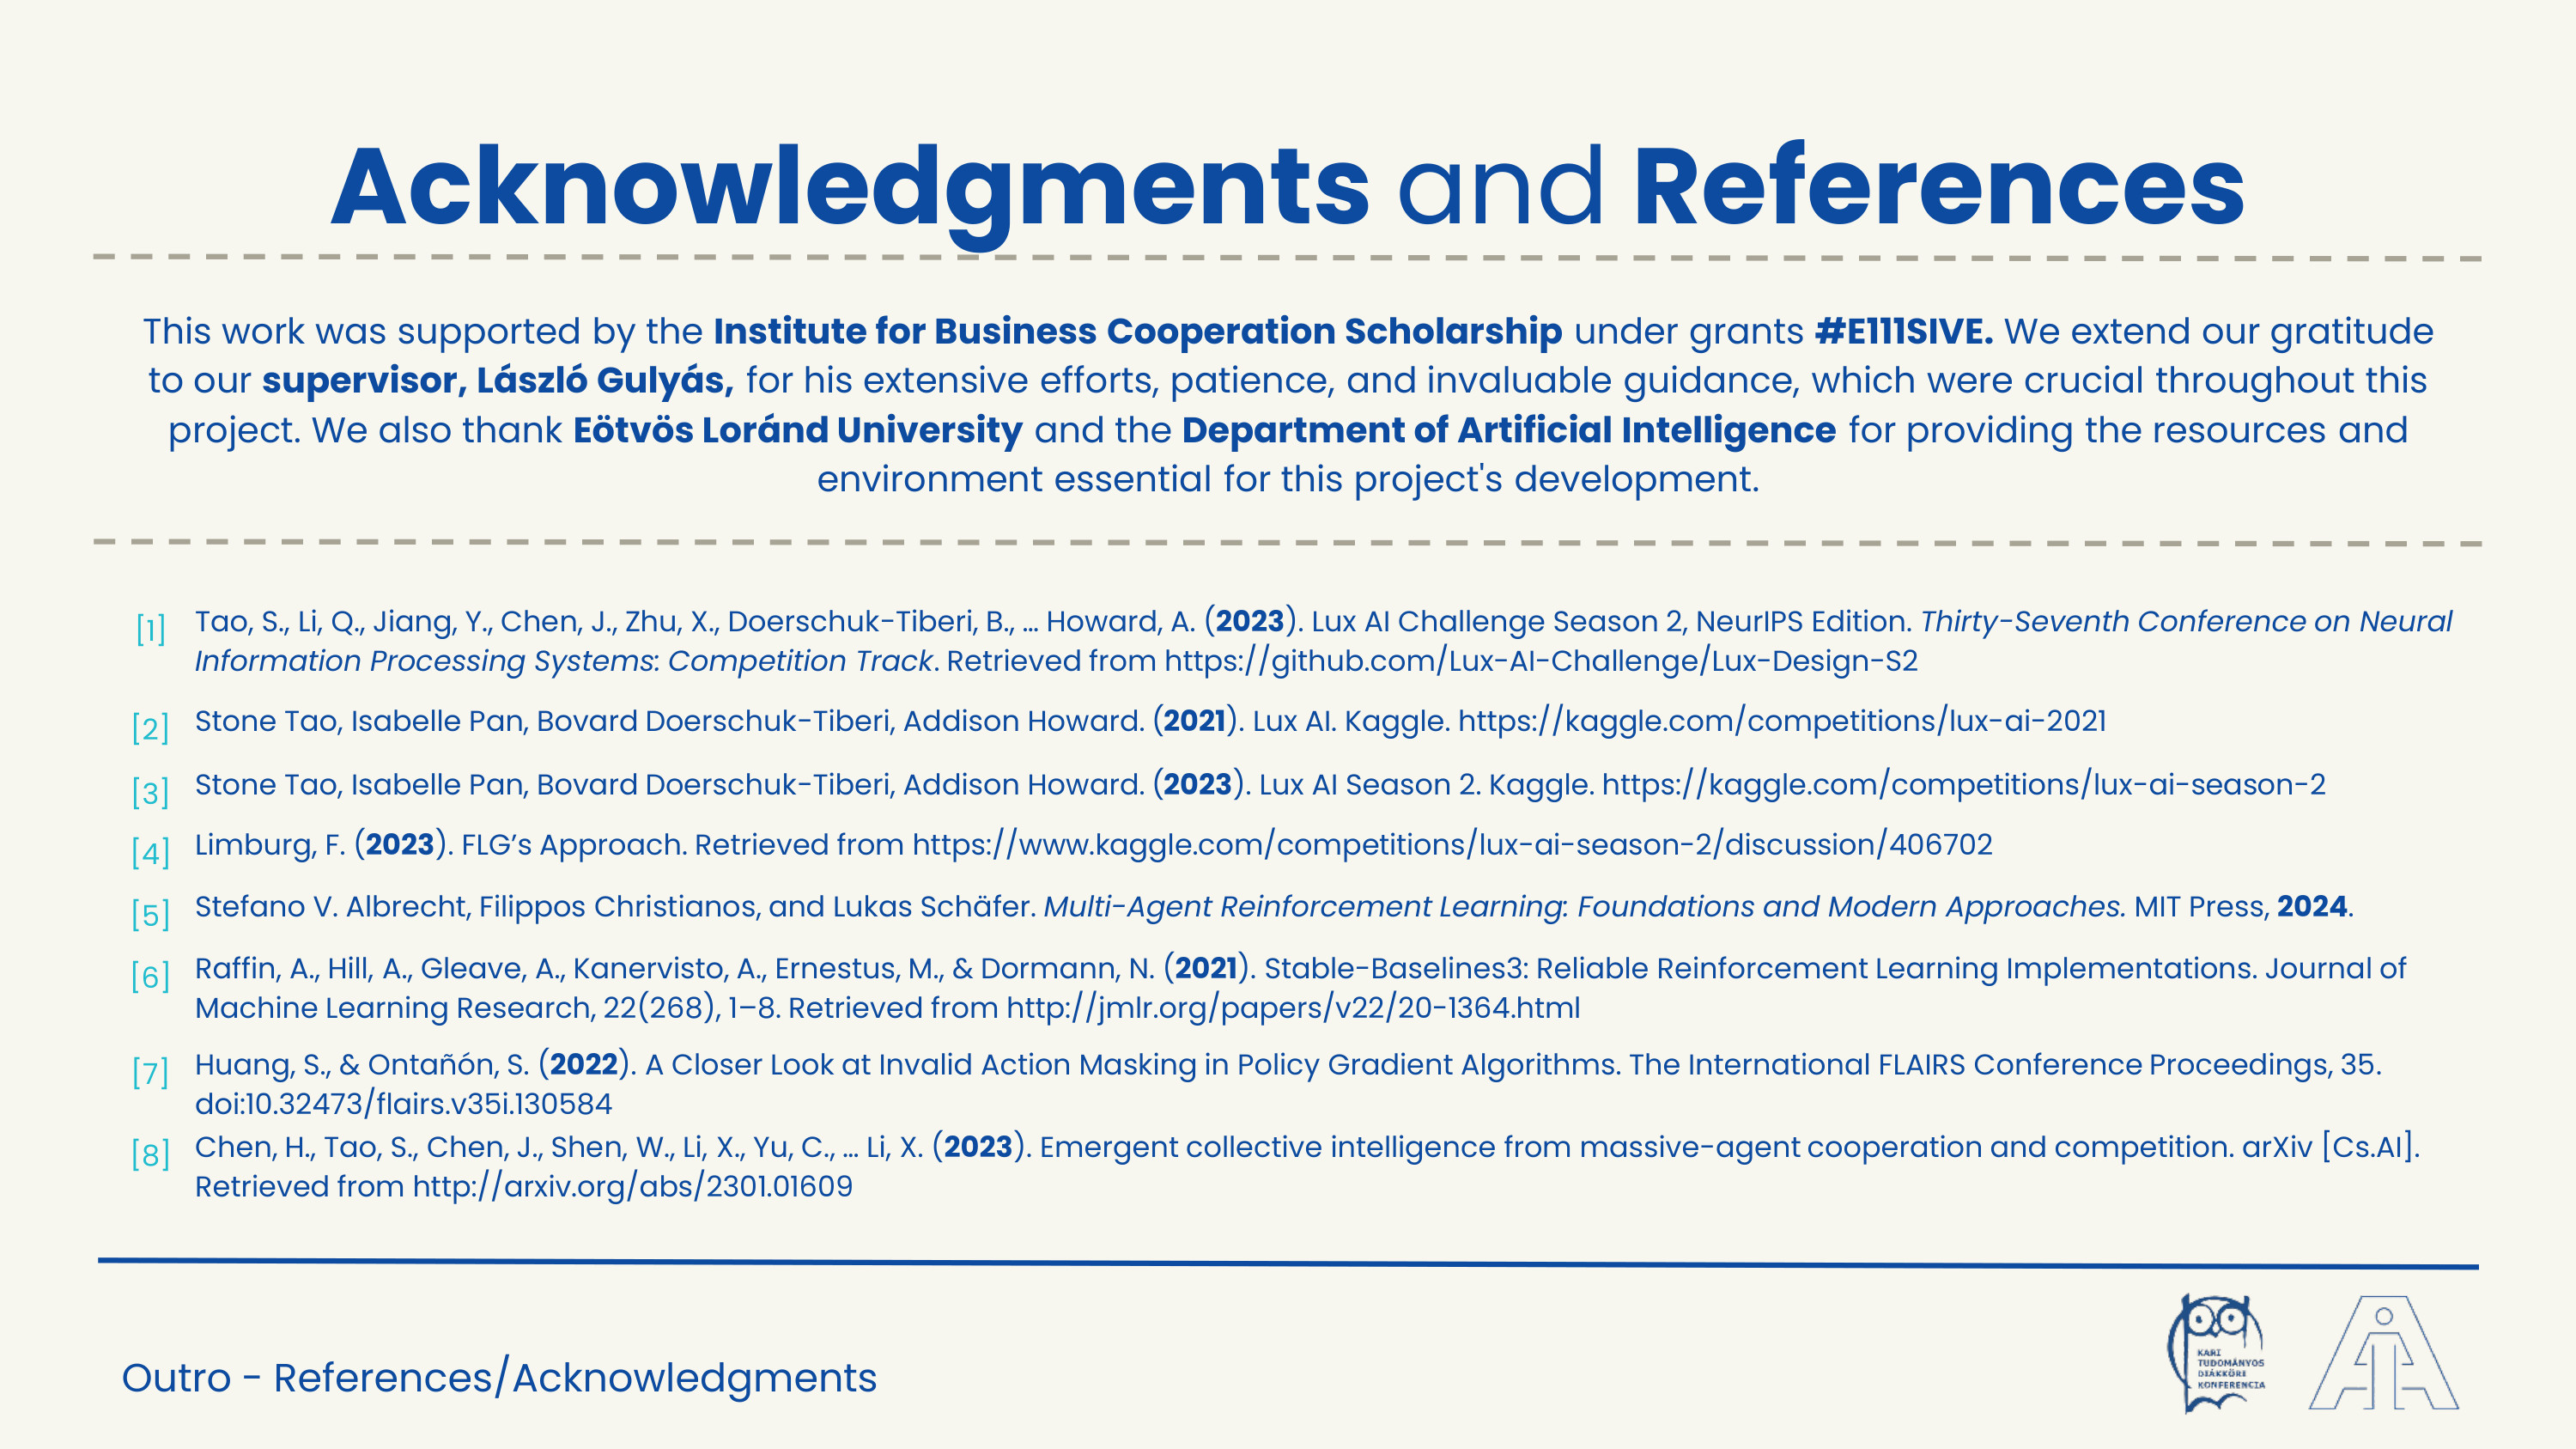 Acknowledgments and References
This work was supported by the Institute for Business Cooperation Scholarship under grants #E111SIVE. We extend our gratitude
to our supervisor, László Gulyás, for his extensive efforts, patience, and invaluable guidance, which were crucial throughout this
project. We also thank Eötvös Loránd University and the Department of Artificial Intelligence for providing the resources and
environment essential for this project's development.
[1] Tao, S., Li, Q., Jiang, Y., Chen, J., Zhu, X., Doerschuk-Tiberi, B., … Howard, A. (2023). Lux AI Challenge Season 2, NeurIPS Edition. Thirty-Seventh Conference on Neural
Information Processing Systems: Competition Track. Retrieved from https://github.com/Lux-AI-Challenge/Lux-Design-S2
[2] Stone Tao, Isabelle Pan, Bovard Doerschuk-Tiberi, Addison Howard. (2021). Lux AI. Kaggle. https://kaggle.com/competitions/lux-ai-2021
[3] Stone Tao, Isabelle Pan, Bovard Doerschuk-Tiberi, Addison Howard. (2023). Lux AI Season 2. Kaggle. https://kaggle.com/competitions/lux-ai-season-2
[4] Limburg, F. (2023). FLG’s Approach. Retrieved from https://www.kaggle.com/competitions/lux-ai-season-2/discussion/406702
[5] Stefano V. Albrecht, Filippos Christianos, and Lukas Schäfer. Multi-Agent Reinforcement Learning: Foundations and Modern Approaches. MIT Press, 2024.
[6] Raffin, A., Hill, A., Gleave, A., Kanervisto, A., Ernestus, M., & Dormann, N. (2021). Stable-Baselines3: Reliable Reinforcement Learning Implementations. Journal of
Machine Learning Research, 22(268), 1–8. Retrieved from http://jmlr.org/papers/v22/20-1364.html
[7] Huang, S., & Ontañón, S. (2022). A Closer Look at Invalid Action Masking in Policy Gradient Algorithms. The International FLAIRS Conference Proceedings, 35.
doi:10.32473/flairs.v35i.130584
[8] Chen, H., Tao, S., Chen, J., Shen, W., Li, X., Yu, C., … Li, X. (2023). Emergent collective intelligence from massive-agent cooperation and competition. arXiv [Cs.AI].
Retrieved from http://arxiv.org/abs/2301.01609
Outro - References/Acknowledgments
KARI
TUDOMÁNYOS
DIÁKKÖRI
KONFERENCIA